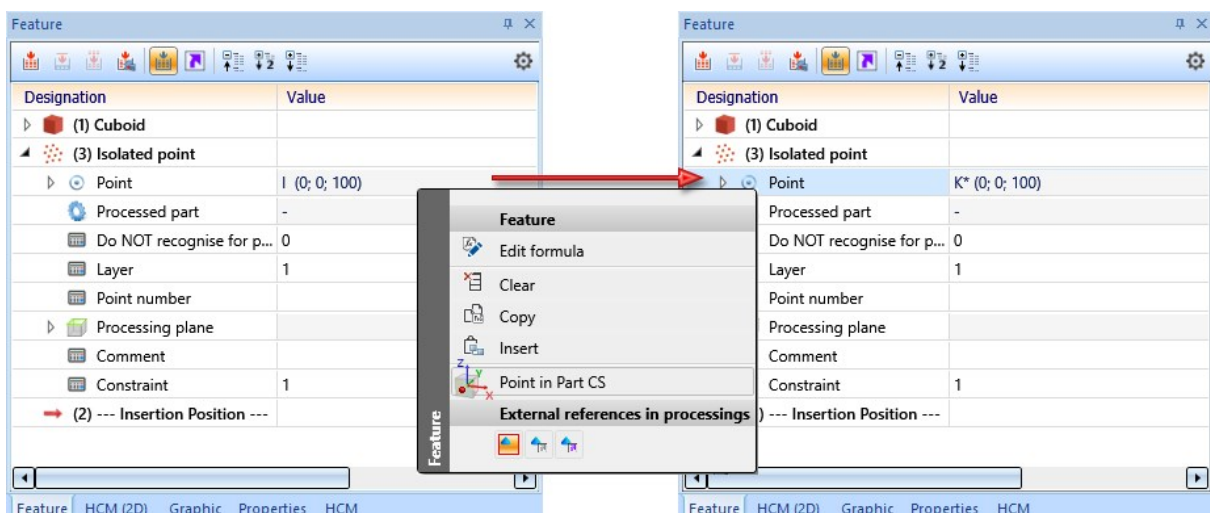 Feature
Designation Value
(1) Cuboid
(3) Isolated point
Point I (0; 0; 100)
Processed part -
Do NOT recognise for p... 0
Layer 1
Point number
Processing plane
Comment
Constraint 1
(2) --- Insertion Position ---
Feature HCM (2D) Graphic Properties HCM
Feature
Feature
Edit formula
Clear
Copy
Insert
Point in Part CS
External references in processings
Feature
Designation Value
(1) Cuboid
(3) Isolated point
Point K* (0; 0; 100)
Processed part -
Do NOT recognise for p... 0
Layer 1
Point number
Processing plane
Comment
Constraint 1
) --- Insertion Position ---
Feature HCM (2D) Graphic Properties HCM